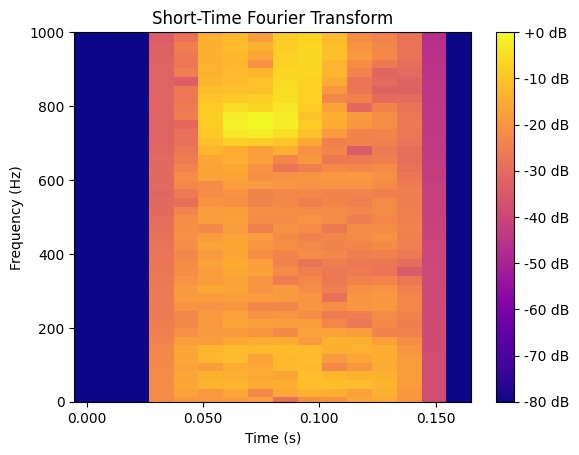 Short-Time Fourier Transform
Frequency (Hz)
1000
800
600
400
200
0
0.000
0.050
0.100
0.150
Time (s)
+0 dB
-10 dB
-20 dB
-30 dB
-40 dB
-50 dB
-60 dB
-70 dB
-80 dB